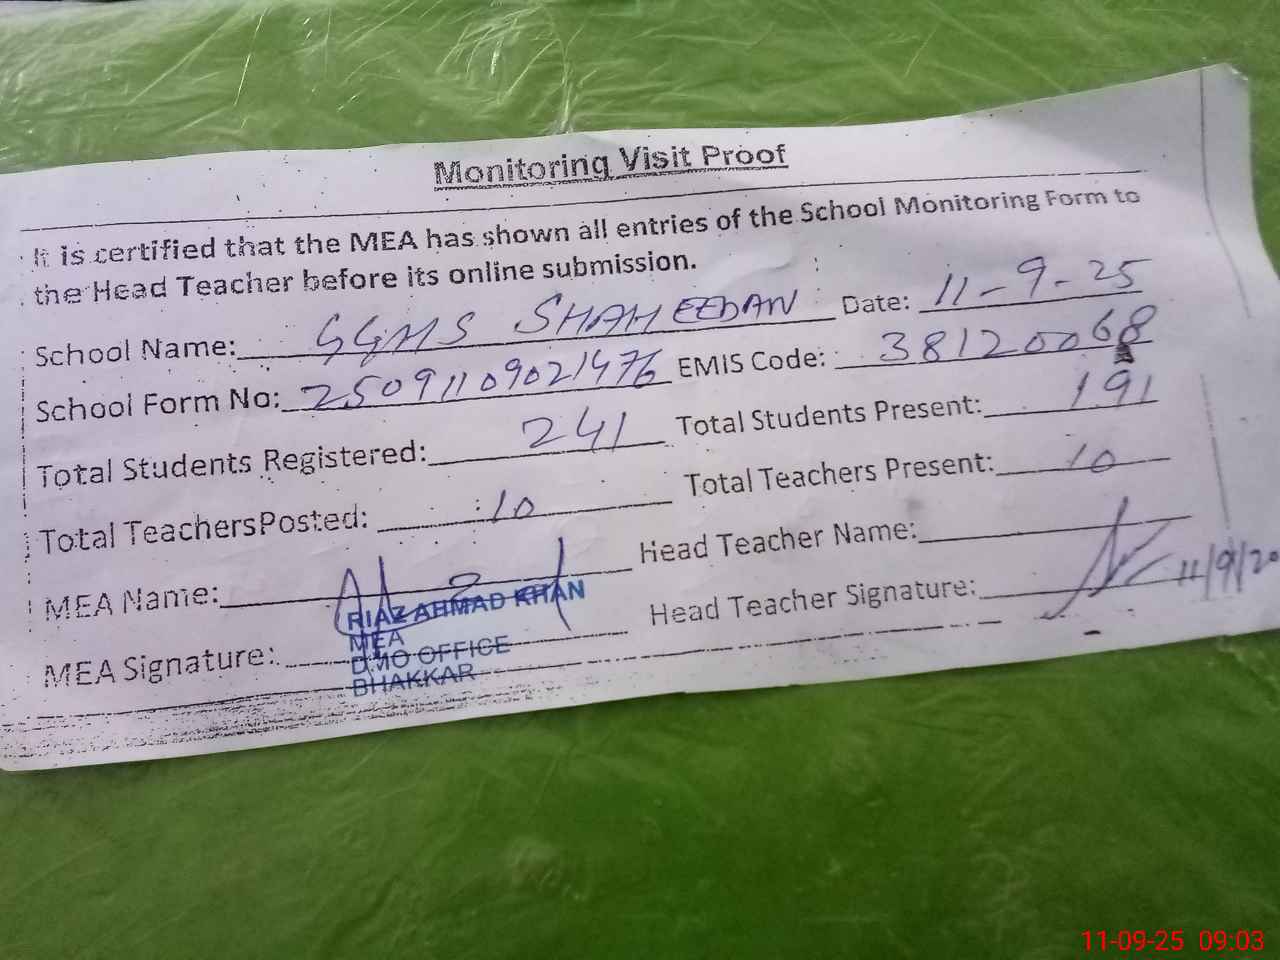 Monitoring Visit Proof
It is certified that the MEA has shown all entries of the School Monitoring Form to
the Head Teacher before its online submission.
School Name: GGMS SHAHEEDAN Date: 11-9-25
School Form No: 25091109021476 EMIS Code: 38120068
Total Students Registered: 241 Total Students Present: 191
Total TeachersPosted: 10 Total Teachers Present: 10
MEA Name: Head Teacher Name:
RIAZ AHMAD KHAN
MEA
MEA Signature: Head Teacher Signature: 11/9/20
DMO OFFICE
BHAKKAR
11-09-25 09:03